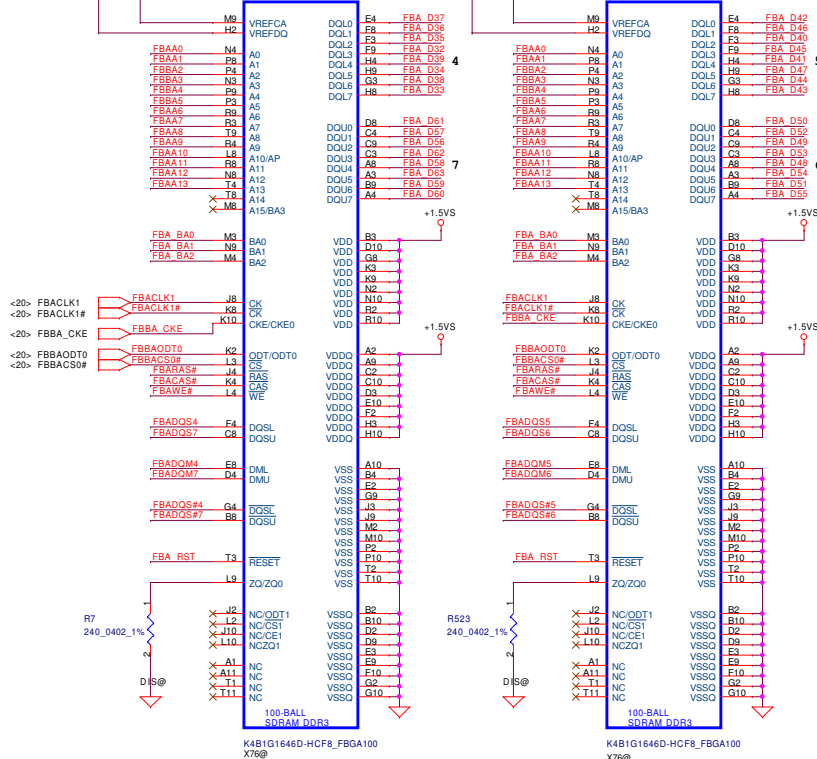 M9 VREFCA DQL0 E4 FBA_D37
H2 VREFDQ DQL1 F8 FBA_D36
DQL2 F3 FBA_D35
FBAA0 N4 A0 DQL3 F9 FBA_D32
FBAA1 P8 A1 DQL4 H4 FBA_D39 4
FBBA2 P4 A2 DQL5 H9 FBA_D34
FBBA3 N3 A3 DQL6 G3 FBA_D38
FBBA4 P9 A4 DQL7 H8 FBA_D33
FBBA5 P3 A5
FBAA6 R9 A6
FBAA7 R3 A7 DQU0 D8 FBA_D61
FBAA8 T9 A8 DQU1 C4 FBA_D57
FBAA9 R4 A9 DQU2 C9 FBA_D56
FBAA10 L8 A10/AP DQU3 C3 FBA_D62
FBAA11 R8 A11 DQU4 A8 FBA_D58 7
FBAA12 N8 A12 DQU5 A3 FBA_D63
FBAA13 T4 A13 DQU6 B9 FBA_D59
T8 A14 DQU7 A4 FBA_D60
M8 A15/BA3
+1.5VS
FBA_BA0 M3 BA0 VDD B3
FBA_BA1 N9 BA1 VDD D10
FBA_BA2 M4 BA2 VDD G8
VDD K3
VDD K9
VDD N2
<20> FBACLK1 FBACLK1 J8 CK VDD N10
<20> FBACLK1# FBACLK1# K8 CK VDD R2
<20> FBBA_CKE FBBA_CKE K10 CKE/CKE0 VDD R10
+1.5VS
<20> FBBAODT0 FBBAODT0 K2 ODT/ODT0 VDDQ A2
<20> FBBACS0# FBBACS0# L3 CS VDDQ A9
FBARAS# J4 RAS VDDQ C2
FBACAS# K4 CAS VDDQ C10
FBAWE# L4 WE VDDQ D3
VDDQ E10
VDDQ F2
FBADQS4 F4 DQSL VDDQ H3
FBADQS7 C8 DQSU VDDQ H10
FBADQM4 E8 DML VSS A10
FBADQM7 D4 DMU VSS B4
VSS E2
VSS G9
FBADQS#4 G4 DQSL VSS J3
FBADQS#7 B8 DQSU VSS J9
VSS M2
VSS M10
VSS P2
FBA_RST T3 RESET VSS P10
VSS T2
L9 ZQ/ZQ0 VSS T10
1
R7
240_0402_1%
2
DIS@
J2 NC/ODT1 VSSQ B2
L2 NC/CS1 VSSQ B10
J10 NC/CE1 VSSQ D2
L10 NCZQ1 VSSQ D9
VSSQ E3
A1 NC VSSQ E9
A11 NC VSSQ F10
T1 NC VSSQ G2
T11 NC VSSQ G10
100-BALL
SDRAM DDR3
K4B1G1646D-HCF8_FBGA100
X76@
M9 VREFCA DQL0 E4 FBA_D42
H2 VREFDQ DQL1 F8 FBA_D46
DQL2 F3 FBA_D40
FBAA0 N4 A0 DQL3 F9 FBA_D45
FBAA1 P8 A1 DQL4 H4 FBA_D41
FBBA2 P4 A2 DQL5 H9 FBA_D47
FBBA3 N3 A3 DQL6 G3 FBA_D44
FBBA4 P9 A4 DQL7 H8 FBA_D43
FBBA5 P3 A5
FBAA6 R9 A6
FBAA7 R3 A7 DQU0 D8 FBA_D50
FBAA8 T9 A8 DQU1 C4 FBA_D52
FBAA9 R4 A9 DQU2 C9 FBA_D49
FBAA10 L8 A10/AP DQU3 C3 FBA_D53
FBAA11 R8 A11 DQU4 A8 FBA_D48
FBAA12 N8 A12 DQU5 A3 FBA_D54
FBAA13 T4 A13 DQU6 B9 FBA_D51
T8 A14 DQU7 A4 FBA_D55
M8 A15/BA3
+1.5VS
FBA_BA0 M3 BA0 VDD B3
FBA_BA1 N9 BA1 VDD D10
FBA_BA2 M4 BA2 VDD G8
VDD K3
VDD K9
VDD N2
FBACLK1 J8 CK VDD N10
FBACLK1# K8 CK VDD R2
FBBA_CKE K10 CKE/CKE0 VDD R10
+1.5VS
FBBAODT0 K2 ODT/ODT0 VDDQ A2
FBBACS0# L3 CS VDDQ A9
FBARAS# J4 RAS VDDQ C2
FBACAS# K4 CAS VDDQ C10
FBAWE# L4 WE VDDQ D3
VDDQ E10
VDDQ F2
FBADQS5 F4 DQSL VDDQ H3
FBADQS6 C8 DQSU VDDQ H10
FBADQM5 E8 DML VSS A10
FBADQM6 D4 DMU VSS B4
VSS E2
VSS G9
FBADQS#5 G4 DQSL VSS J3
FBADQS#6 B8 DQSU VSS J9
VSS M2
VSS M10
VSS P2
FBA_RST T3 RESET VSS P10
VSS T2
L9 ZQ/ZQ0 VSS T10
1
R523
240_0402_1%
2
DIS@
J2 NC/ODT1 VSSQ B2
L2 NC/CS1 VSSQ B10
J10 NC/CE1 VSSQ D2
L10 NCZQ1 VSSQ D9
VSSQ E3
A1 NC VSSQ E9
A11 NC VSSQ F10
T1 NC VSSQ G2
T11 NC VSSQ G10
100-BALL
SDRAM DDR3
K4B1G1646D-HCF8_FBGA100
X76@